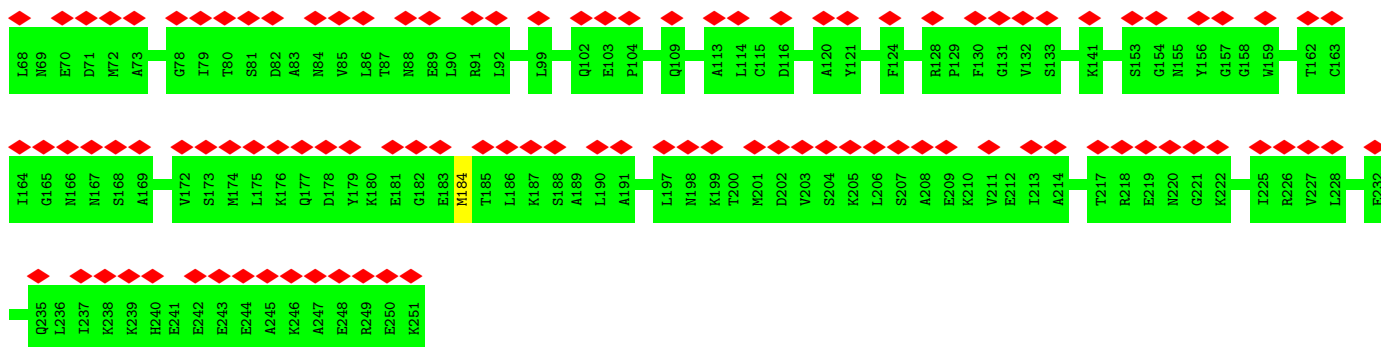 L68 N69 E70 D71 M72 A73 G78 I79 T80 S81 D82 A83 N84 V85 L86 T87 N88 E89 L90 R91 L92 L99 Q102 E103 P104 Q109 A113 L114 C115 D116 A120 Y121 F124 R128 P129 F130 G131 V132 S133 K141 S153 G154 N155 Y156 G157 G158 W159 T162 C163
I164 G165 N166 N167 S168 A169 V172 S173 M174 L175 K176 Q177 D178 Y179 K180 E181 G182 E183 M184 T185 L186 K187 S188 A189 L190 A191 L197 N198 K199 T200 M201 D202 V203 S204 K205 L206 S207 A208 E209 K210 V211 E212 I213 A214 T217 R218 E219 N220 G221 K222 I225 R226 V227 L228
Q235 L236 I237 K238 K239 H240 E241 E242 E243 E244 A245 K246 A247 E248 R249 E250 K251